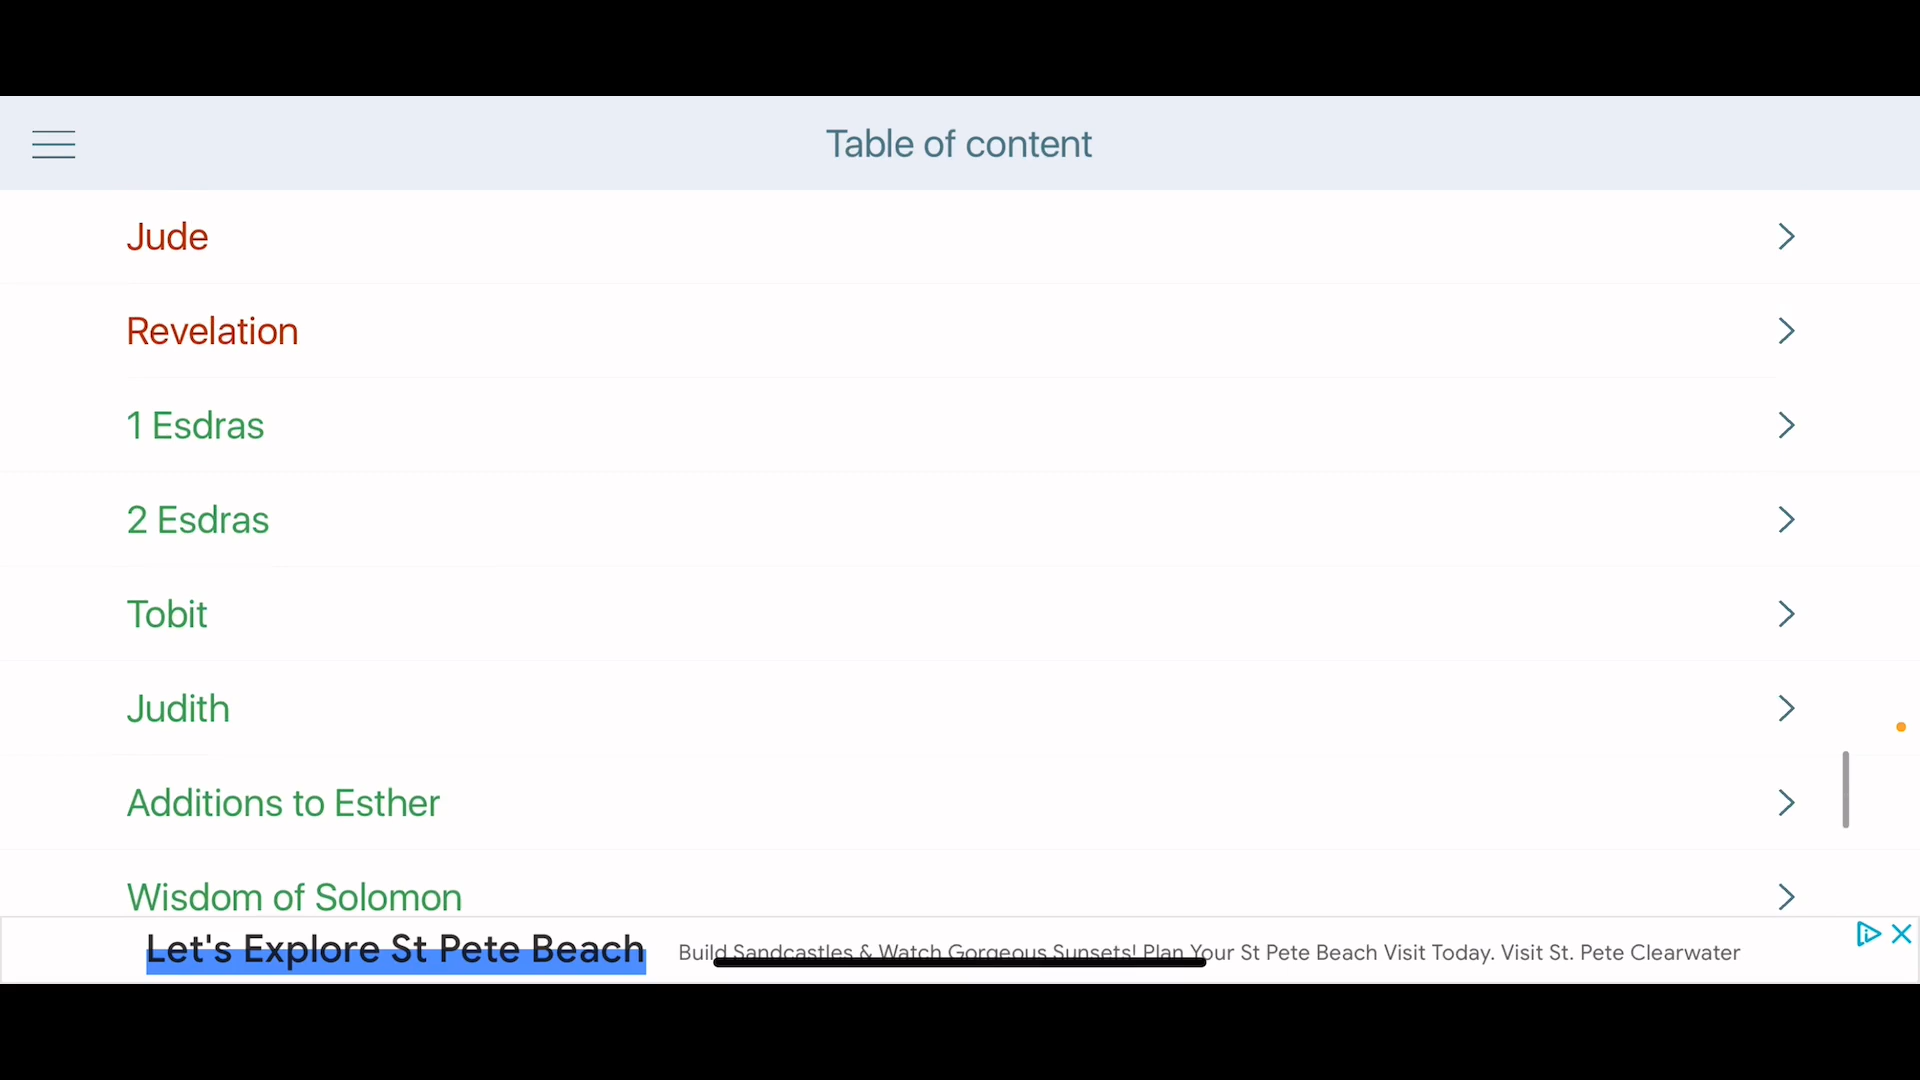 Table of content
Jude
Revelation
1 Esdras
2 Esdras
Tobit
Judith
Additions to Esther
Wisdom of Solomon
Let's Explore St Pete Beach
Build Sandcastles & Watch Gorgeous Sunsets! Plan Your St Pete Beach Visit Today. Visit St. Pete Clearwater